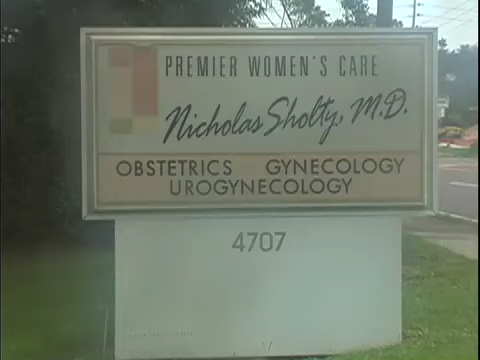 PREMIER WOMEN'S CARE
Nicholas Sholty, M.D.
OBSTETRICS GYNECOLOGY
UROGYNECOLOGY
4707